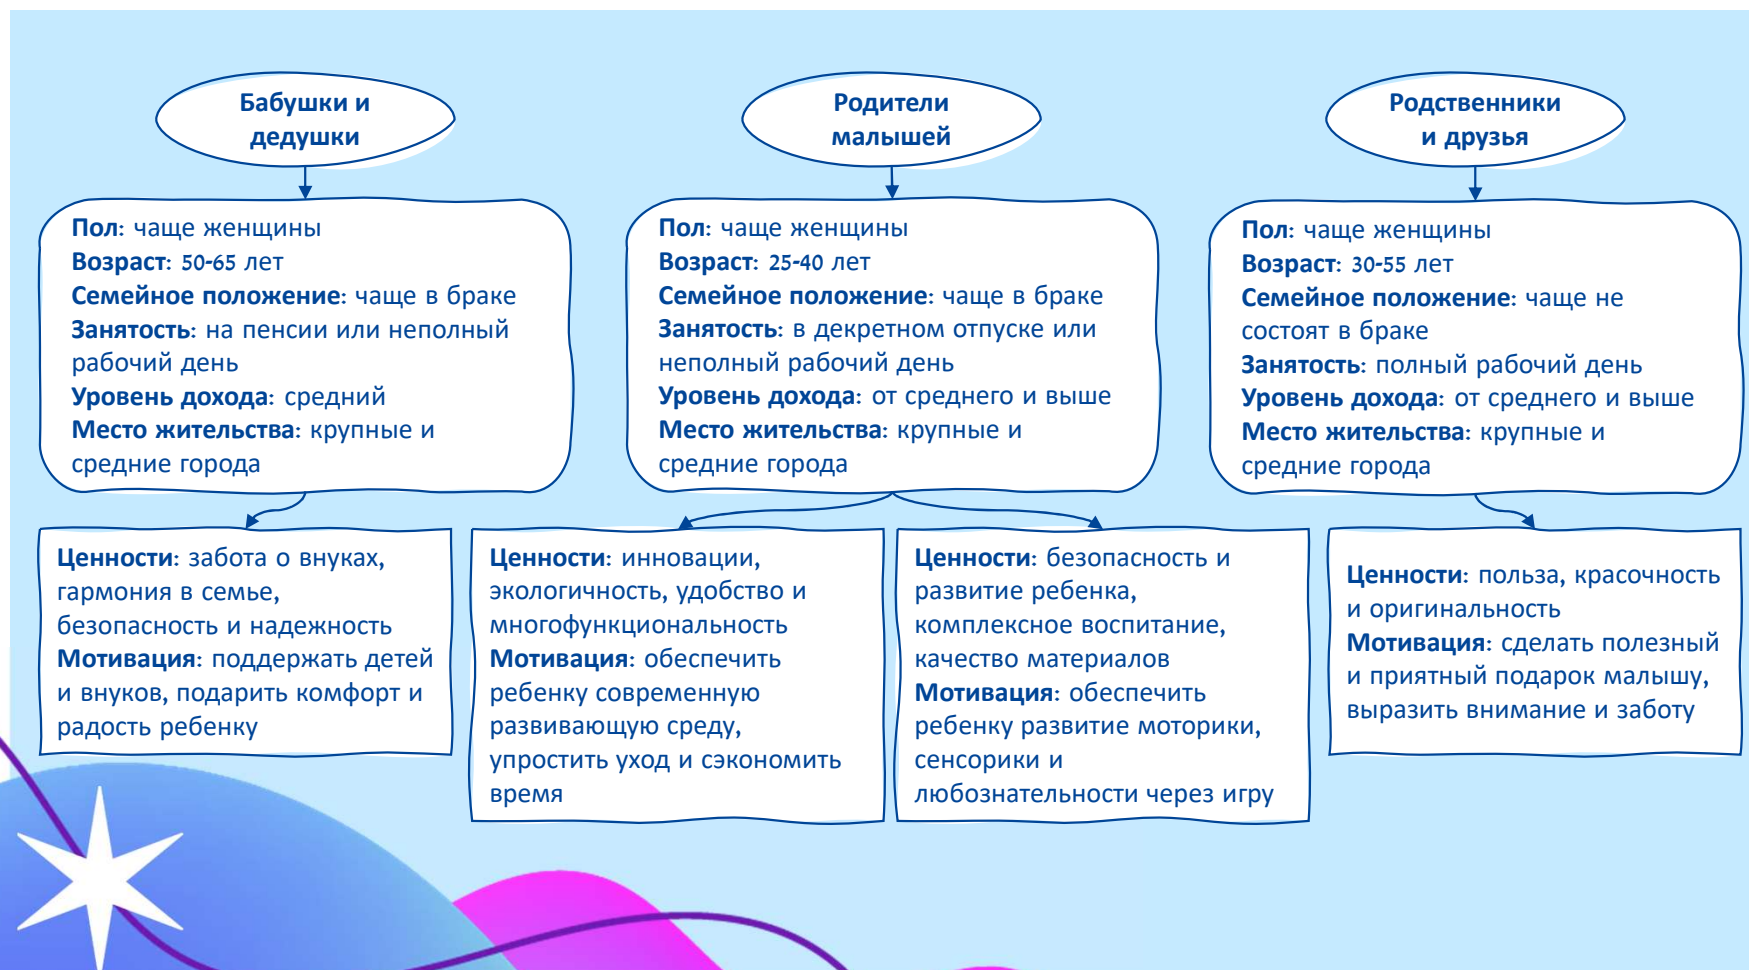 Бабушки и
дедушки
Родители
малышей
Родственники
и друзья
Пол: чаще женщины
Возраст: 50-65 лет
Семейное положение: чаще в браке
Занятость: на пенсии или неполный
рабочий день
Уровень дохода: средний
Место жительства: крупные и
средние города
Пол: чаще женщины
Возраст: 25-40 лет
Семейное положение: чаще в браке
Занятость: в декретном отпуске или
неполный рабочий день
Уровень дохода: от среднего и выше
Место жительства: крупные и
средние города
Пол: чаще женщины
Возраст: 30-55 лет
Семейное положение: чаще не
состоят в браке
Занятость: полный рабочий день
Уровень дохода: от среднего и выше
Место жительства: крупные и
средние города
Ценности: забота о внуках,
гармония в семье,
безопасность и надежность
Мотивация: поддержать детей
и внуков, подарить комфорт и
радость ребенку
Ценности: инновации,
экологичность, удобство и
многофункциональность
Мотивация: обеспечить
ребенку современную
развивающую среду,
упростить уход и сэкономить
время
Ценности: безопасность и
развитие ребенка,
комплексное воспитание,
качество материалов
Мотивация: обеспечить
ребенку развитие моторики,
сенсорики и
любознательности через игру
Ценности: польза, красочность
и оригинальность
Мотивация: сделать полезный
и приятный подарок малышу,
выразить внимание и заботу